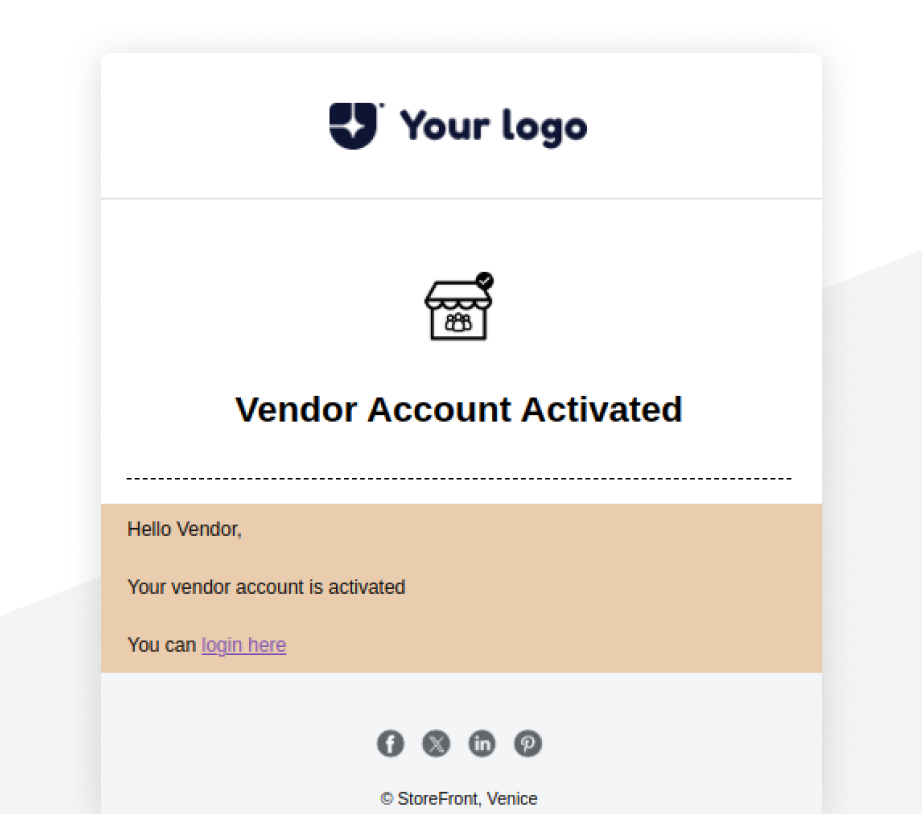 Your logo
Vendor Account Activated
Hello Vendor,
Your vendor account is activated
You can login here
© StoreFront, Venice